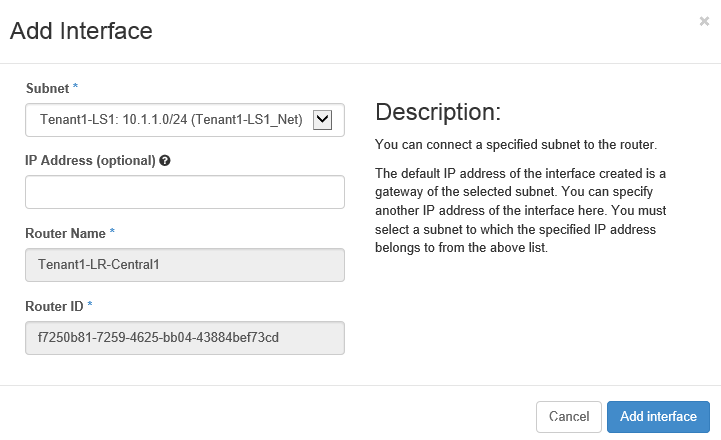 Add Interface
×
Subnet *
Tenant1-LS1: 10.1.1.0/24 (Tenant1-LS1_Net)
IP Address (optional)
Router Name *
Tenant1-LR-Central1
Router ID *
f7250b81-7259-4625-bb04-43884bef73cd
Description:
You can connect a specified subnet to the router.
The default IP address of the interface created is a
gateway of the selected subnet. You can specify
another IP address of the interface here. You must
select a subnet to which the specified IP address
belongs to from the above list.
Cancel
Add interface